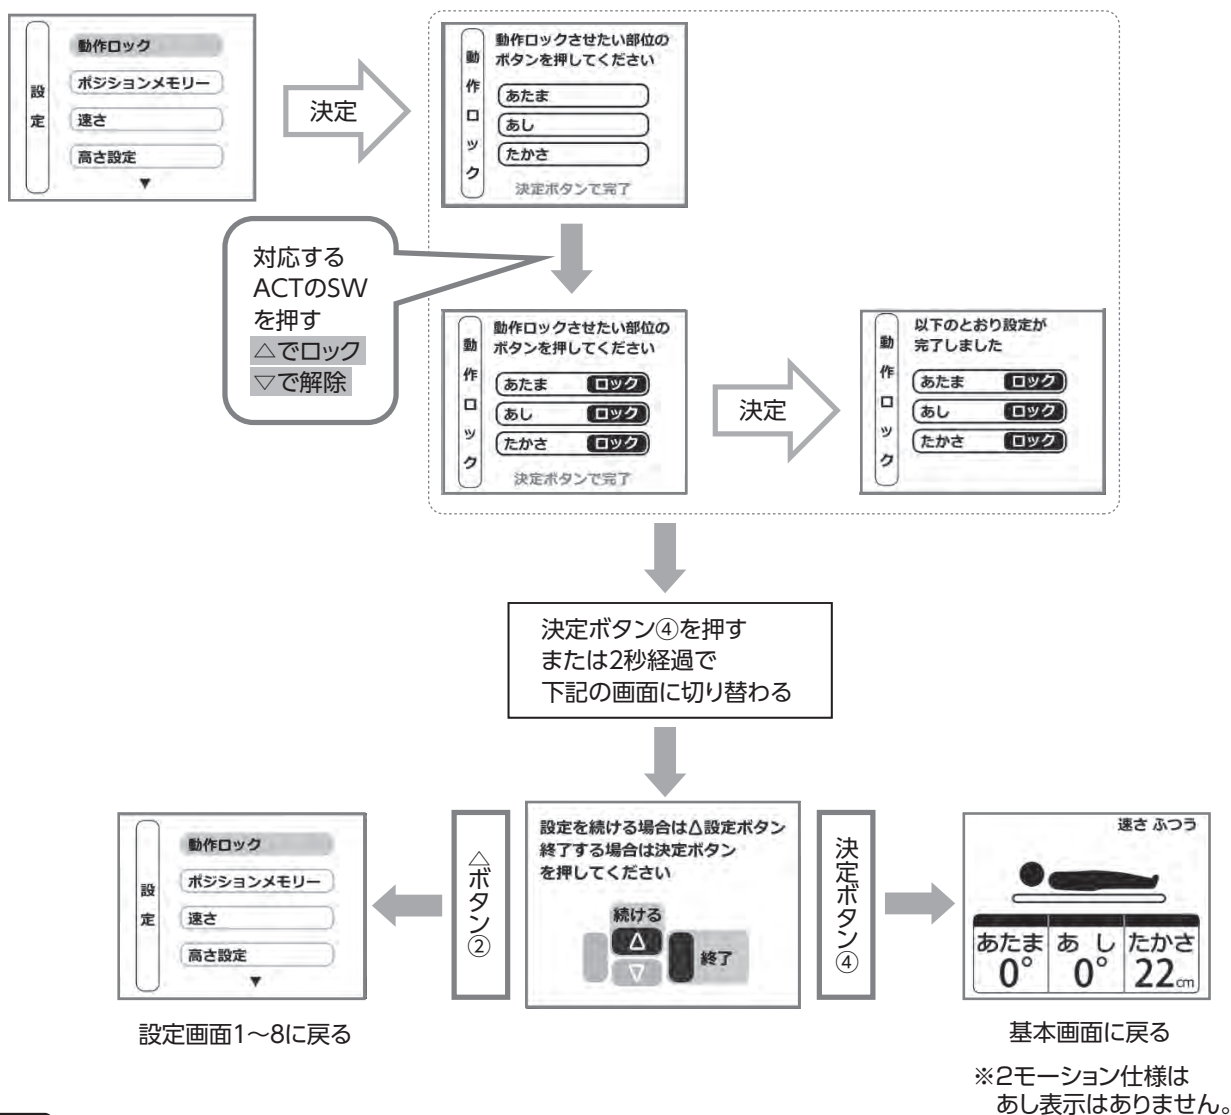 設定
動作ロック
ポジションメモリー
速さ
高さ設定
▼
決定
動作ロック
動作ロックさせたい部位の
ボタンを押してください
あたま
あし
たかさ
決定ボタンで完了
対応する
ACTのSW
を押す
△でロック
▽で解除
動作ロック
動作ロックさせたい部位の
ボタンを押してください
あたま ロック
あし ロック
たかさ ロック
決定ボタンで完了
決定
動作ロック
以下のとおり設定が
完了しました
あたま ロック
あし ロック
たかさ ロック
決定ボタン④を押す
または2秒経過で
下記の画面に切り替わる
設定
動作ロック
ポジションメモリー
速さ
高さ設定
▼
設定画面1～8に戻る
△ボタン②
設定を続ける場合は△設定ボタン
終了する場合は決定ボタン
を押してください
続ける
△
▽
終了
決定ボタン④
速さ ふつう
あたま あ し たかさ
0° 0° 22cm
基本画面に戻る
※2モーション仕様は
あし表示はありません。